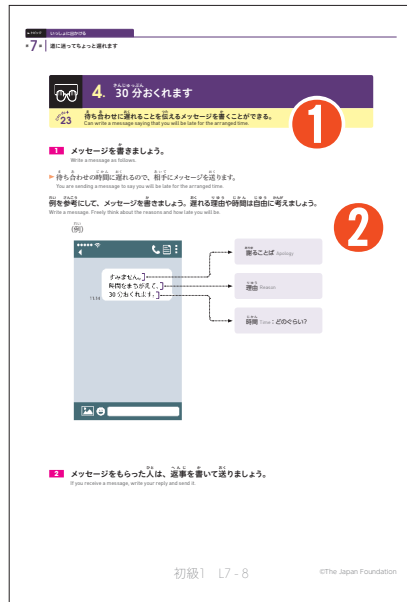 トピック いっしょに出かける
第7課 道に迷ってちょっと遅れます
4. 30分おくれます
さんじゅっぷん
23 待ち合わせに遅れることを伝えるメッセージを書くことができる。
Can write a message saying that you will be late for the arranged time.
1
1 メッセージを書きましょう。
Write a message as follows.
▶ 待ち合わせの時間に遅れるので、相手にメッセージを送ります。
You are sending a message to say you will be late for the arranged time.
例を参考にして、メッセージを書きましょう。遅れる理由や時間は自由に考えましょう。
Write a message. Freely think about the reasons and how late you will be.
2
(例)
すみません。
時間をまちがえて、
30分おくれます。
謝ることば Apology
理由 Reason
時間 Time：どのぐらい?
2 メッセージをもらった人は、返事を書いて送りましょう。
If you receive a message, write your reply and send it.
初級1 L7 - 8
©The Japan Foundation